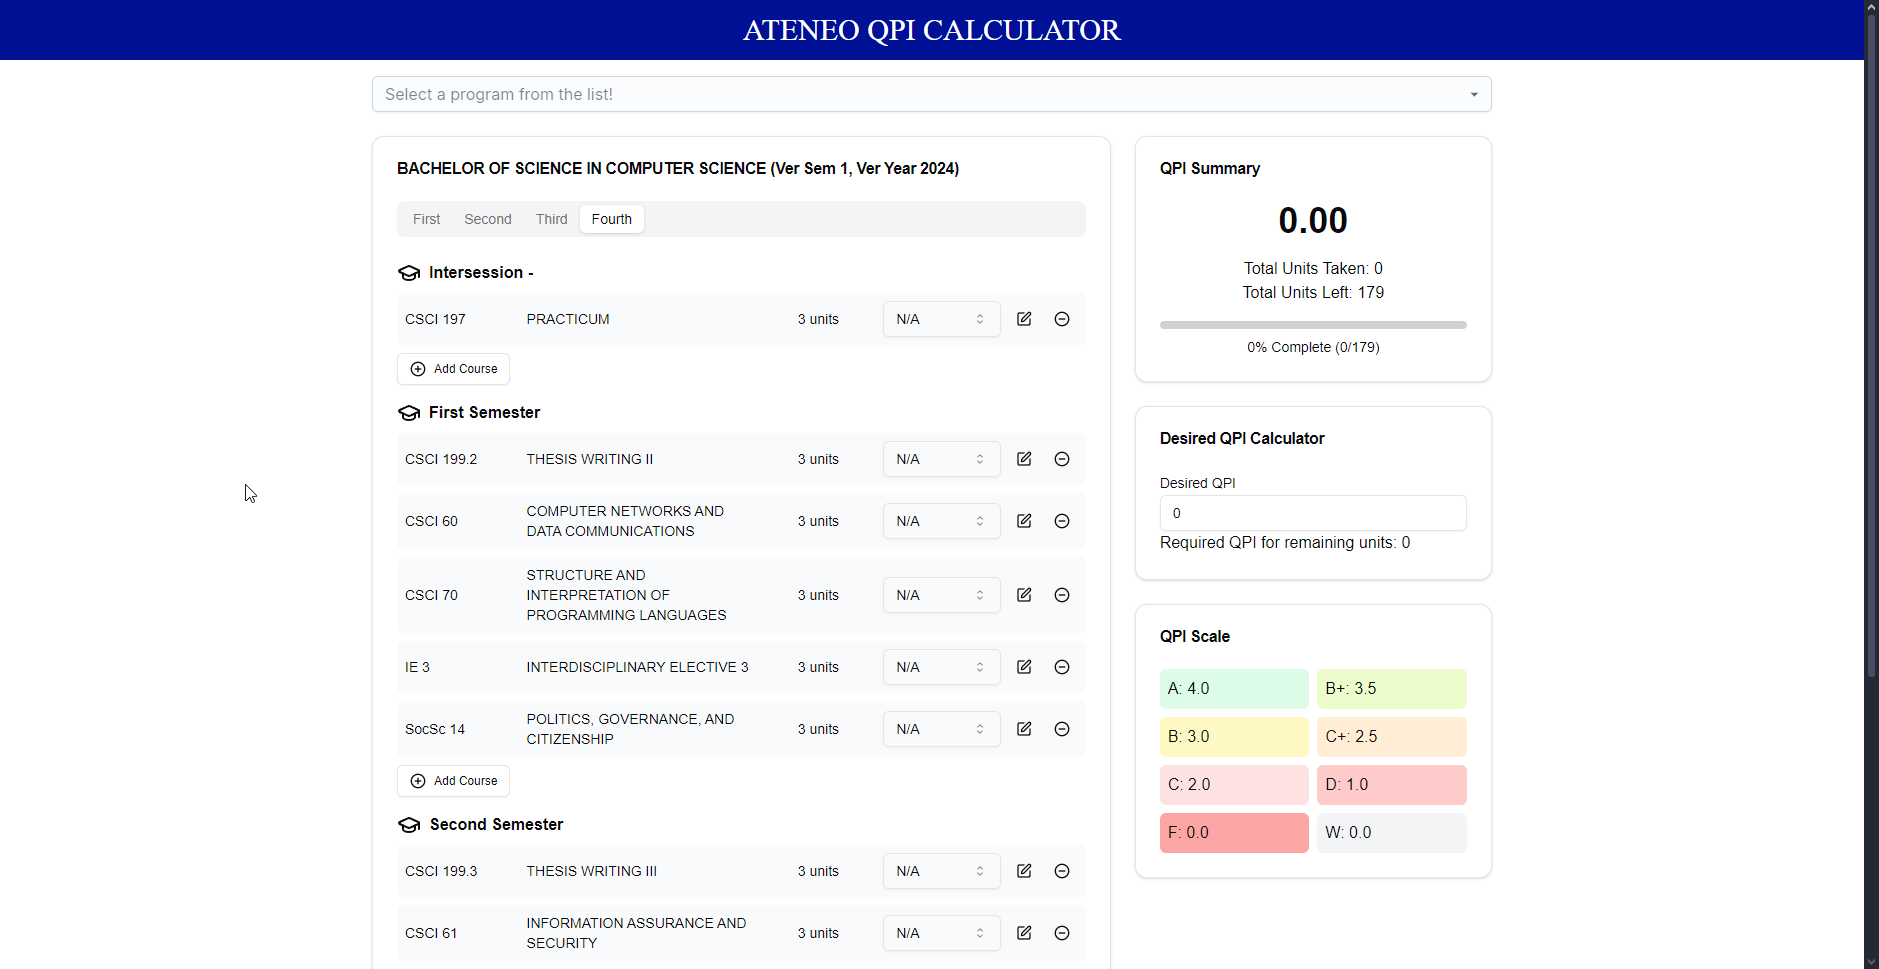 ATENEO QPI CALCULATOR
Select a program from the list!
BACHELOR OF SCIENCE IN COMPUTER SCIENCE (Ver Sem 1, Ver Year 2024)
First Second Third Fourth
Intersession -
CSCI 197 PRACTICUM 3 units N/A
Add Course
First Semester
CSCI 199.2 THESIS WRITING II 3 units N/A
CSCI 60 COMPUTER NETWORKS AND
DATA COMMUNICATIONS 3 units N/A
CSCI 70 STRUCTURE AND
INTERPRETATION OF
PROGRAMMING LANGUAGES 3 units N/A
IE 3 INTERDISCIPLINARY ELECTIVE 3 3 units N/A
SocSc 14 POLITICS, GOVERNANCE, AND
CITIZENSHIP 3 units N/A
Add Course
Second Semester
CSCI 199.3 THESIS WRITING III 3 units N/A
CSCI 61 INFORMATION ASSURANCE AND
SECURITY 3 units N/A
QPI Summary
0.00
Total Units Taken: 0
Total Units Left: 179
0% Complete (0/179)
Desired QPI Calculator
Desired QPI
0
Required QPI for remaining units: 0
QPI Scale
A: 4.0 B+: 3.5
B: 3.0 C+: 2.5
C: 2.0 D: 1.0
F: 0.0 W: 0.0